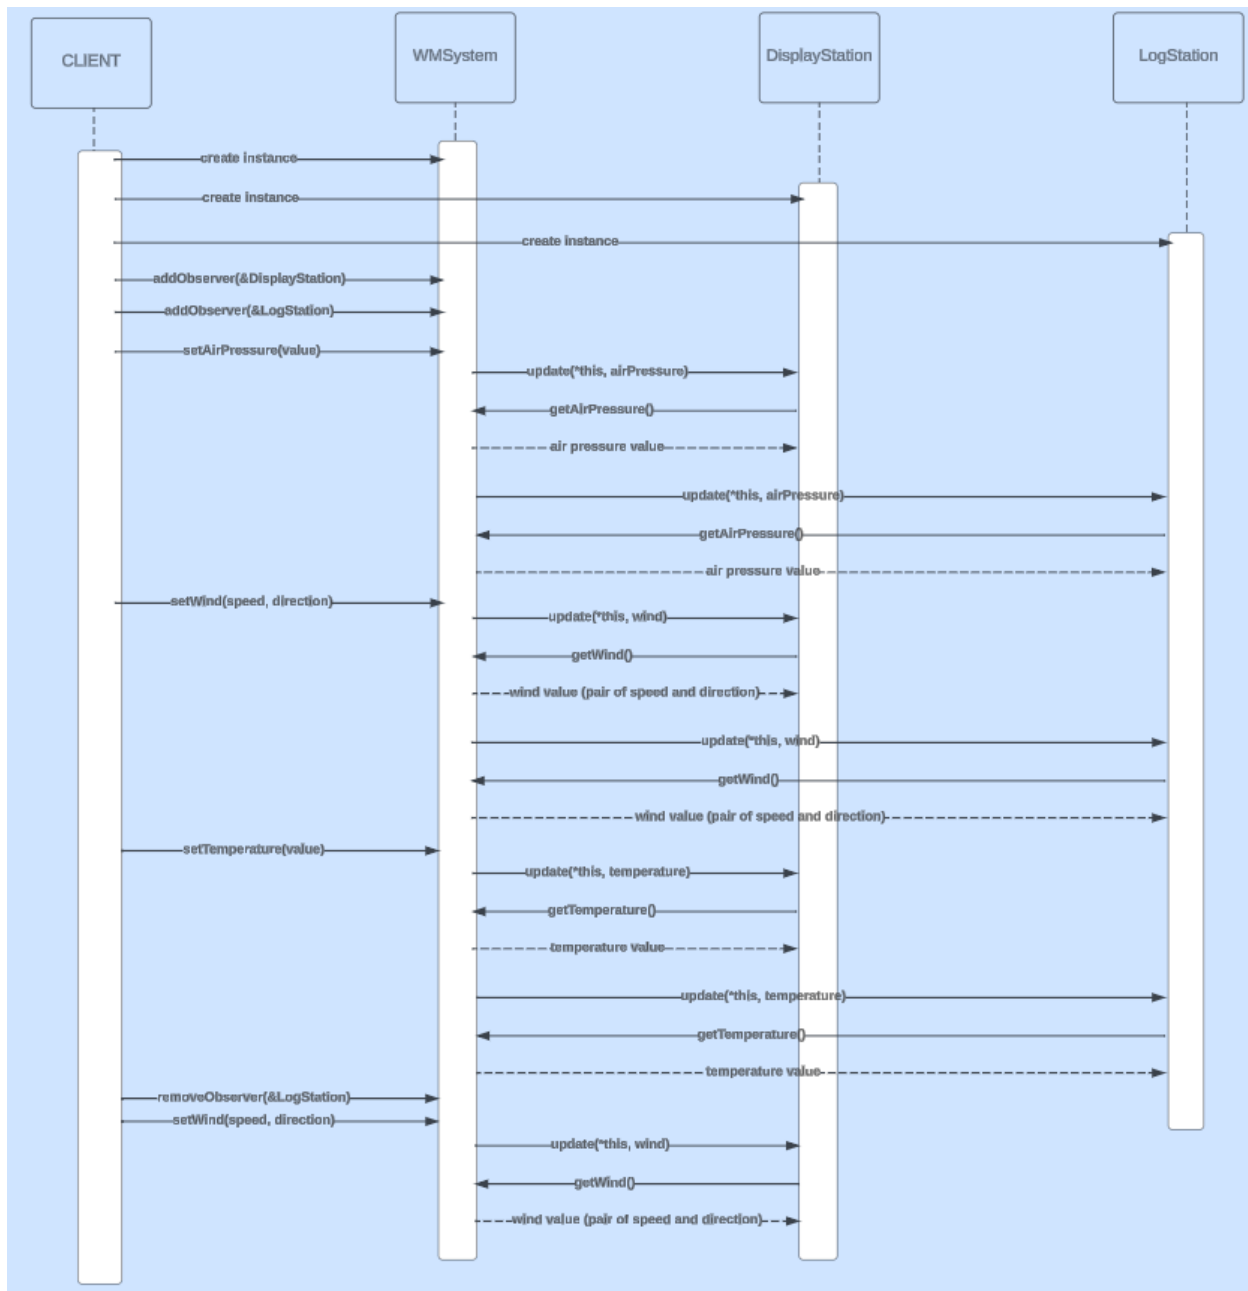 CLIENT
WMSystem
DisplayStation
LogStation
create instance
create instance
create instance
addObserver(&DisplayStation)
addObserver(&LogStation)
setAirPressure(value)
update(*this, airPressure)
getAirPressure()
air pressure value
update(*this, airPressure)
getAirPressure()
air pressure value
setWind(speed, direction)
update(*this, wind)
getWind()
wind value (pair of speed and direction)
update(*this, wind)
getWind()
wind value (pair of speed and direction)
setTemperature(value)
update(*this, temperature)
getTemperature()
temperature value
update(*this, temperature)
getTemperature()
temperature value
removeObserver(&LogStation)
setWind(speed, direction)
update(*this, wind)
getWind()
wind value (pair of speed and direction)